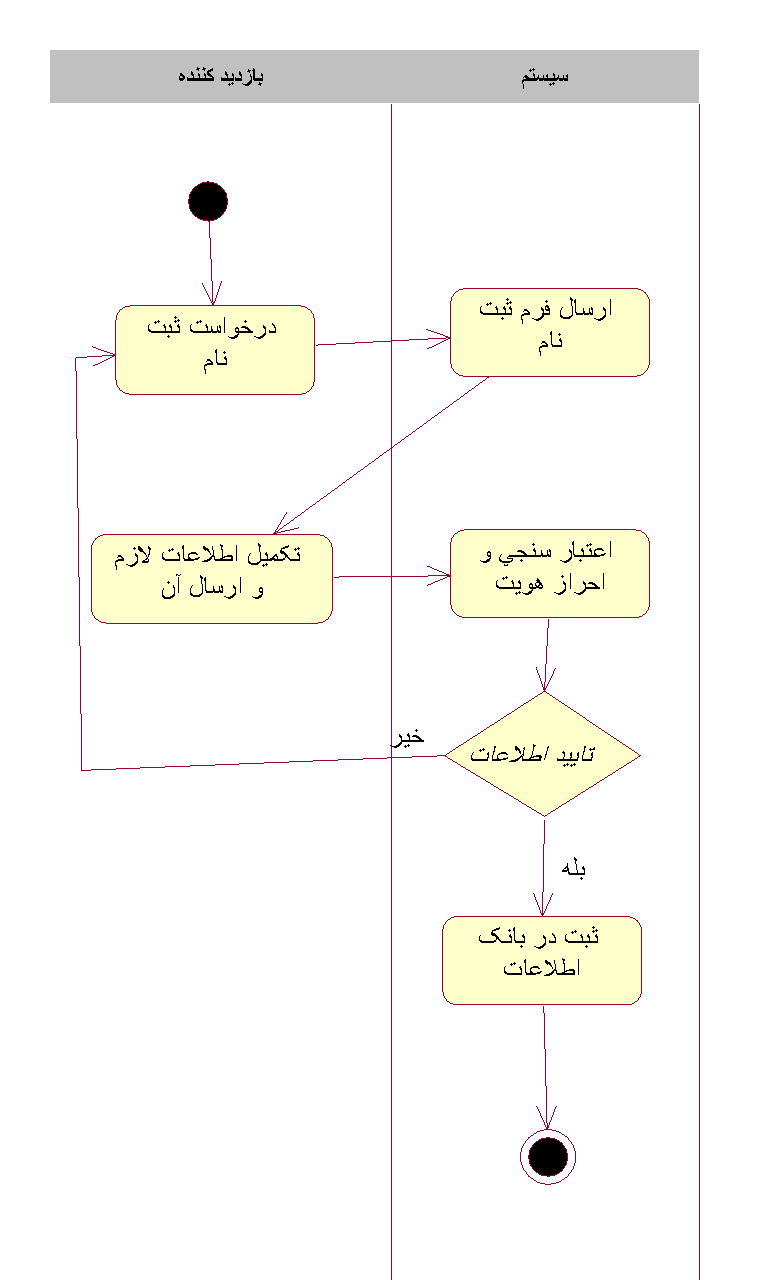 بازدید کننده
سیستم
درخواست ثبت
نام
ارسال فرم ثبت
نام
تکمیل اطلاعات لازم
و ارسال آن
اعتبار سنجي و
احراز هویت
تایید اطلاعات
خیر
بله
ثبت در بانک
اطلاعات